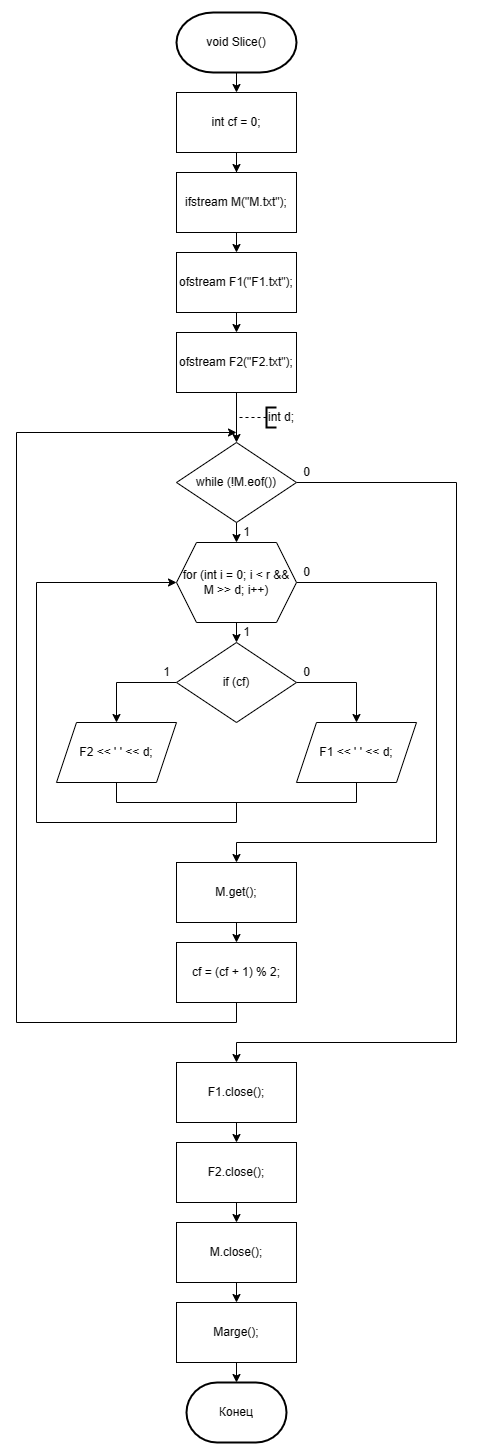 void Slice()
int cf = 0;
ifstream M("M.txt");
ofstream F1("F1.txt");
ofstream F2("F2.txt");
int d;
while (!M.eof())
0
1
for (int i = 0; i < r &&
M >> d; i++)
0
1
if (cf)
1
0
F2 << ' ' << d;
F1 << ' ' << d;
M.get();
cf = (cf + 1) % 2;
F1.close();
F2.close();
M.close();
Marge();
Конец